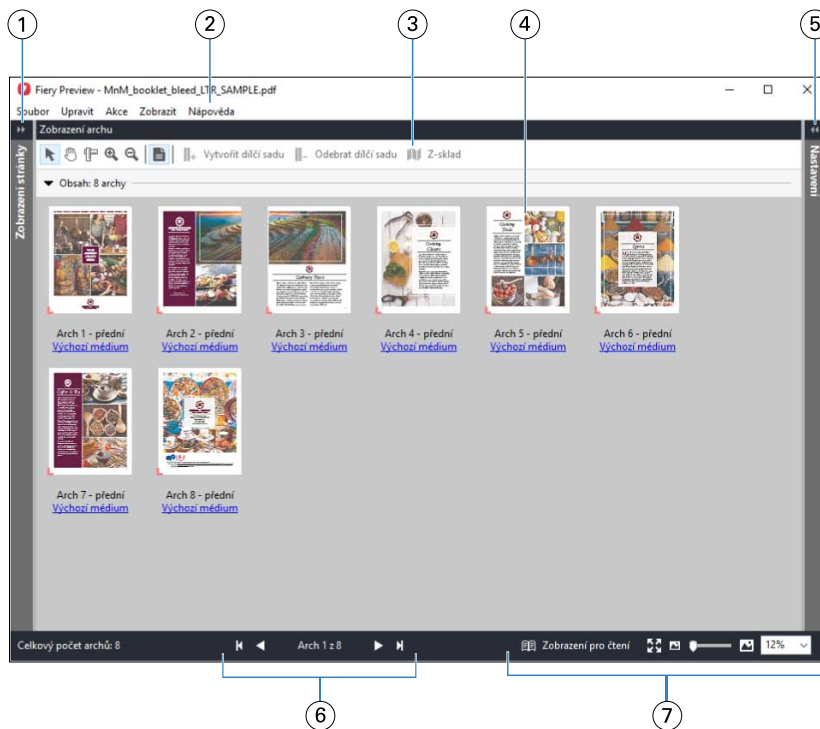 1
2
3
4
5
Fiery Preview - MnM_booklet_bleed_LTR_SAMPLE.pdf
Soubor Upravit Akce Zobrazit Nápověda
Zobrazení archu
Zobrazení stránky
Nastavení
Vytvořit dílčí sadu Odebrat dílčí sadu Z-sklad
Obsah: 8 archy
Arch 1 - přední Arch 2 - přední Arch 3 - přední Arch 4 - přední Arch 5 - přední Arch 6 - přední
Výchozí médium Výchozí médium Výchozí médium Výchozí médium Výchozí médium Výchozí médium
Arch 7 - přední Arch 8 - přední
Výchozí médium Výchozí médium
Celkový počet archů: 8 Arch 1 z 8 Zobrazení pro čtení 12%
6
7